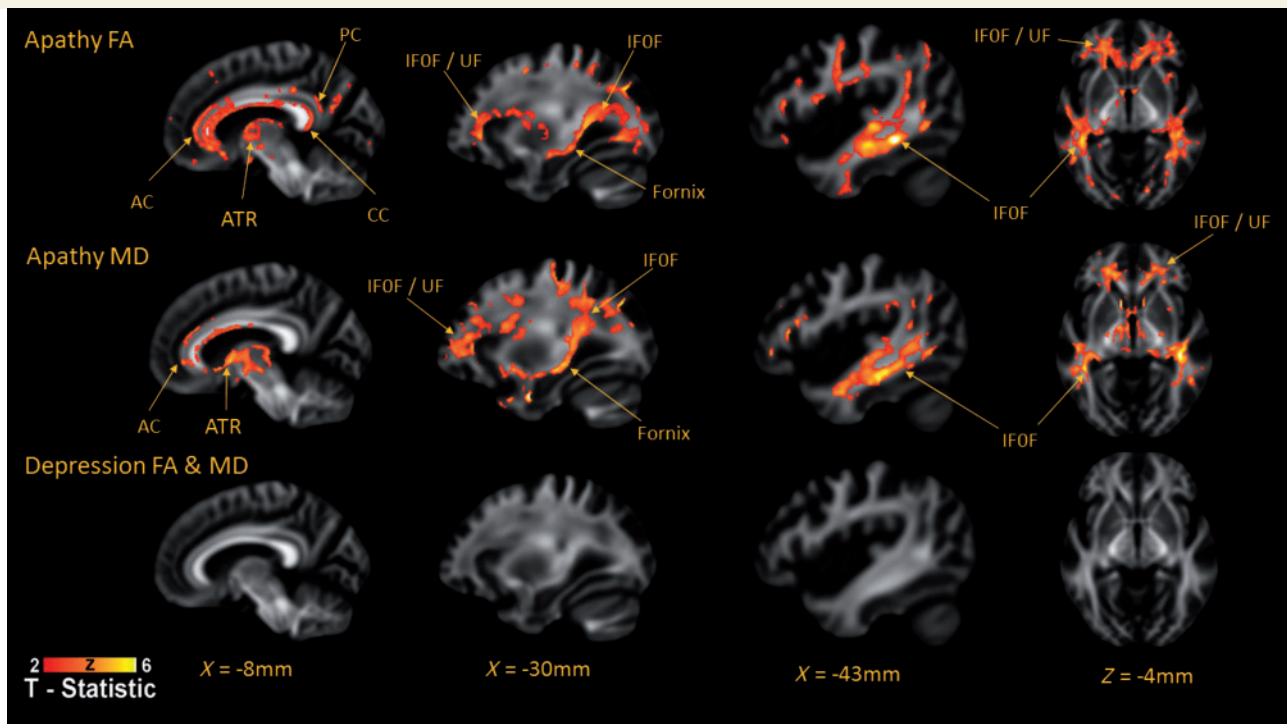 Apathy FA
PC
IFOF / UF
IFOF
IFOF / UF
AC
ATR
CC
Fornix
IFOF
Apathy MD
IFOF / UF
IFOF
IFOF / UF
AC
ATR
Fornix
IFOF
Depression FA & MD
2 Z 6
T - Statistic
X = -8mm
X = -30mm
X = -43mm
Z = -4mm